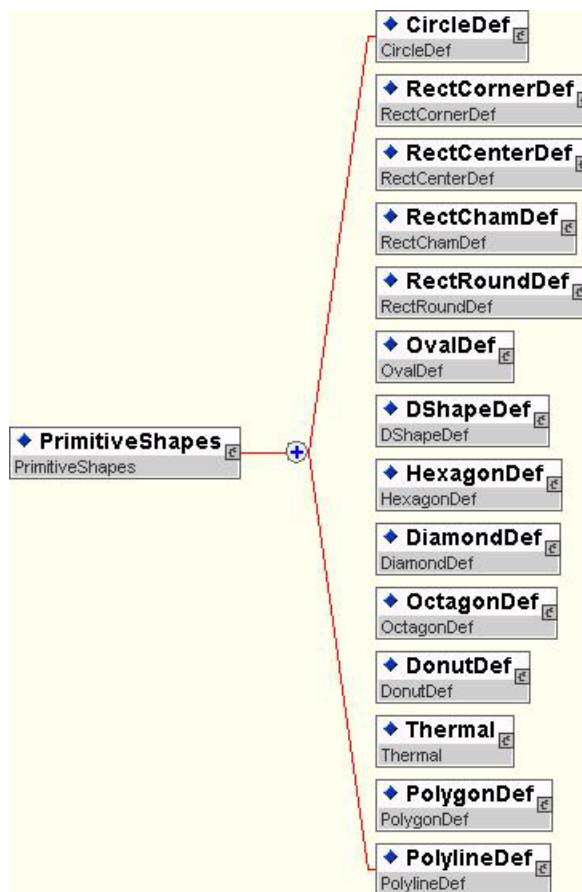 CircleDef
CircleDef
RectCornerDef
RectCornerDef
RectCenterDef
RectCenterDef
RectChamDef
RectChamDef
RectRoundDef
RectRoundDef
OvalDef
OvalDef
DShapeDef
DShapeDef
PrimitiveShapes
PrimitiveShapes
HexagonDef
HexagonDef
DiamondDef
DiamondDef
OctagonDef
OctagonDef
DonutDef
DonutDef
Thermal
Thermal
PolygonDef
PolygonDef
PolylineDef
PolylineDef